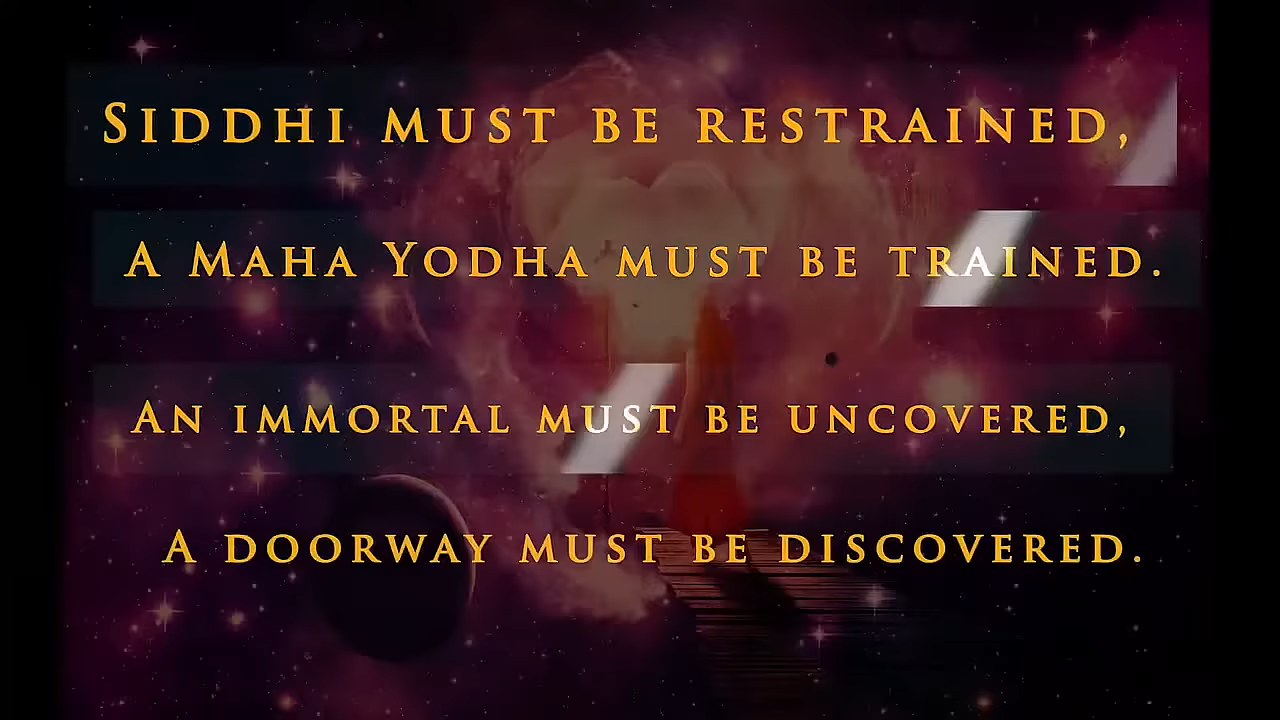 Siddhi must be restrained,
A Maha Yodha must be trained.
An immortal must be uncovered,
A doorway must be discovered.